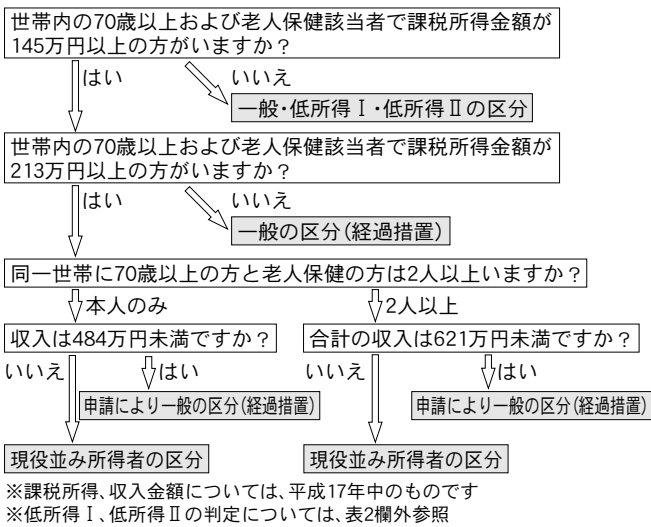 世帯内の70歳以上および老人保健該当者で課税所得金額が
145万円以上の方がいますか？
はい
いいえ
一般・低所得Ⅰ・低所得Ⅱの区分
世帯内の70歳以上および老人保健該当者で課税所得金額が
213万円以上の方がいますか？
はい
いいえ
一般の区分（経過措置）
同一世帯に70歳以上の方と老人保健の方は2人以上いますか？
本人のみ
2人以上
収入は484万円未満ですか？
合計の収入は621万円未満ですか？
いいえ
はい
いいえ
はい
申請により一般の区分（経過措置）
申請により一般の区分（経過措置）
現役並み所得者の区分
現役並み所得者の区分
※課税所得、収入金額については、平成17年中のものです
※低所得Ⅰ、低所得Ⅱの判定については、表2欄外参照